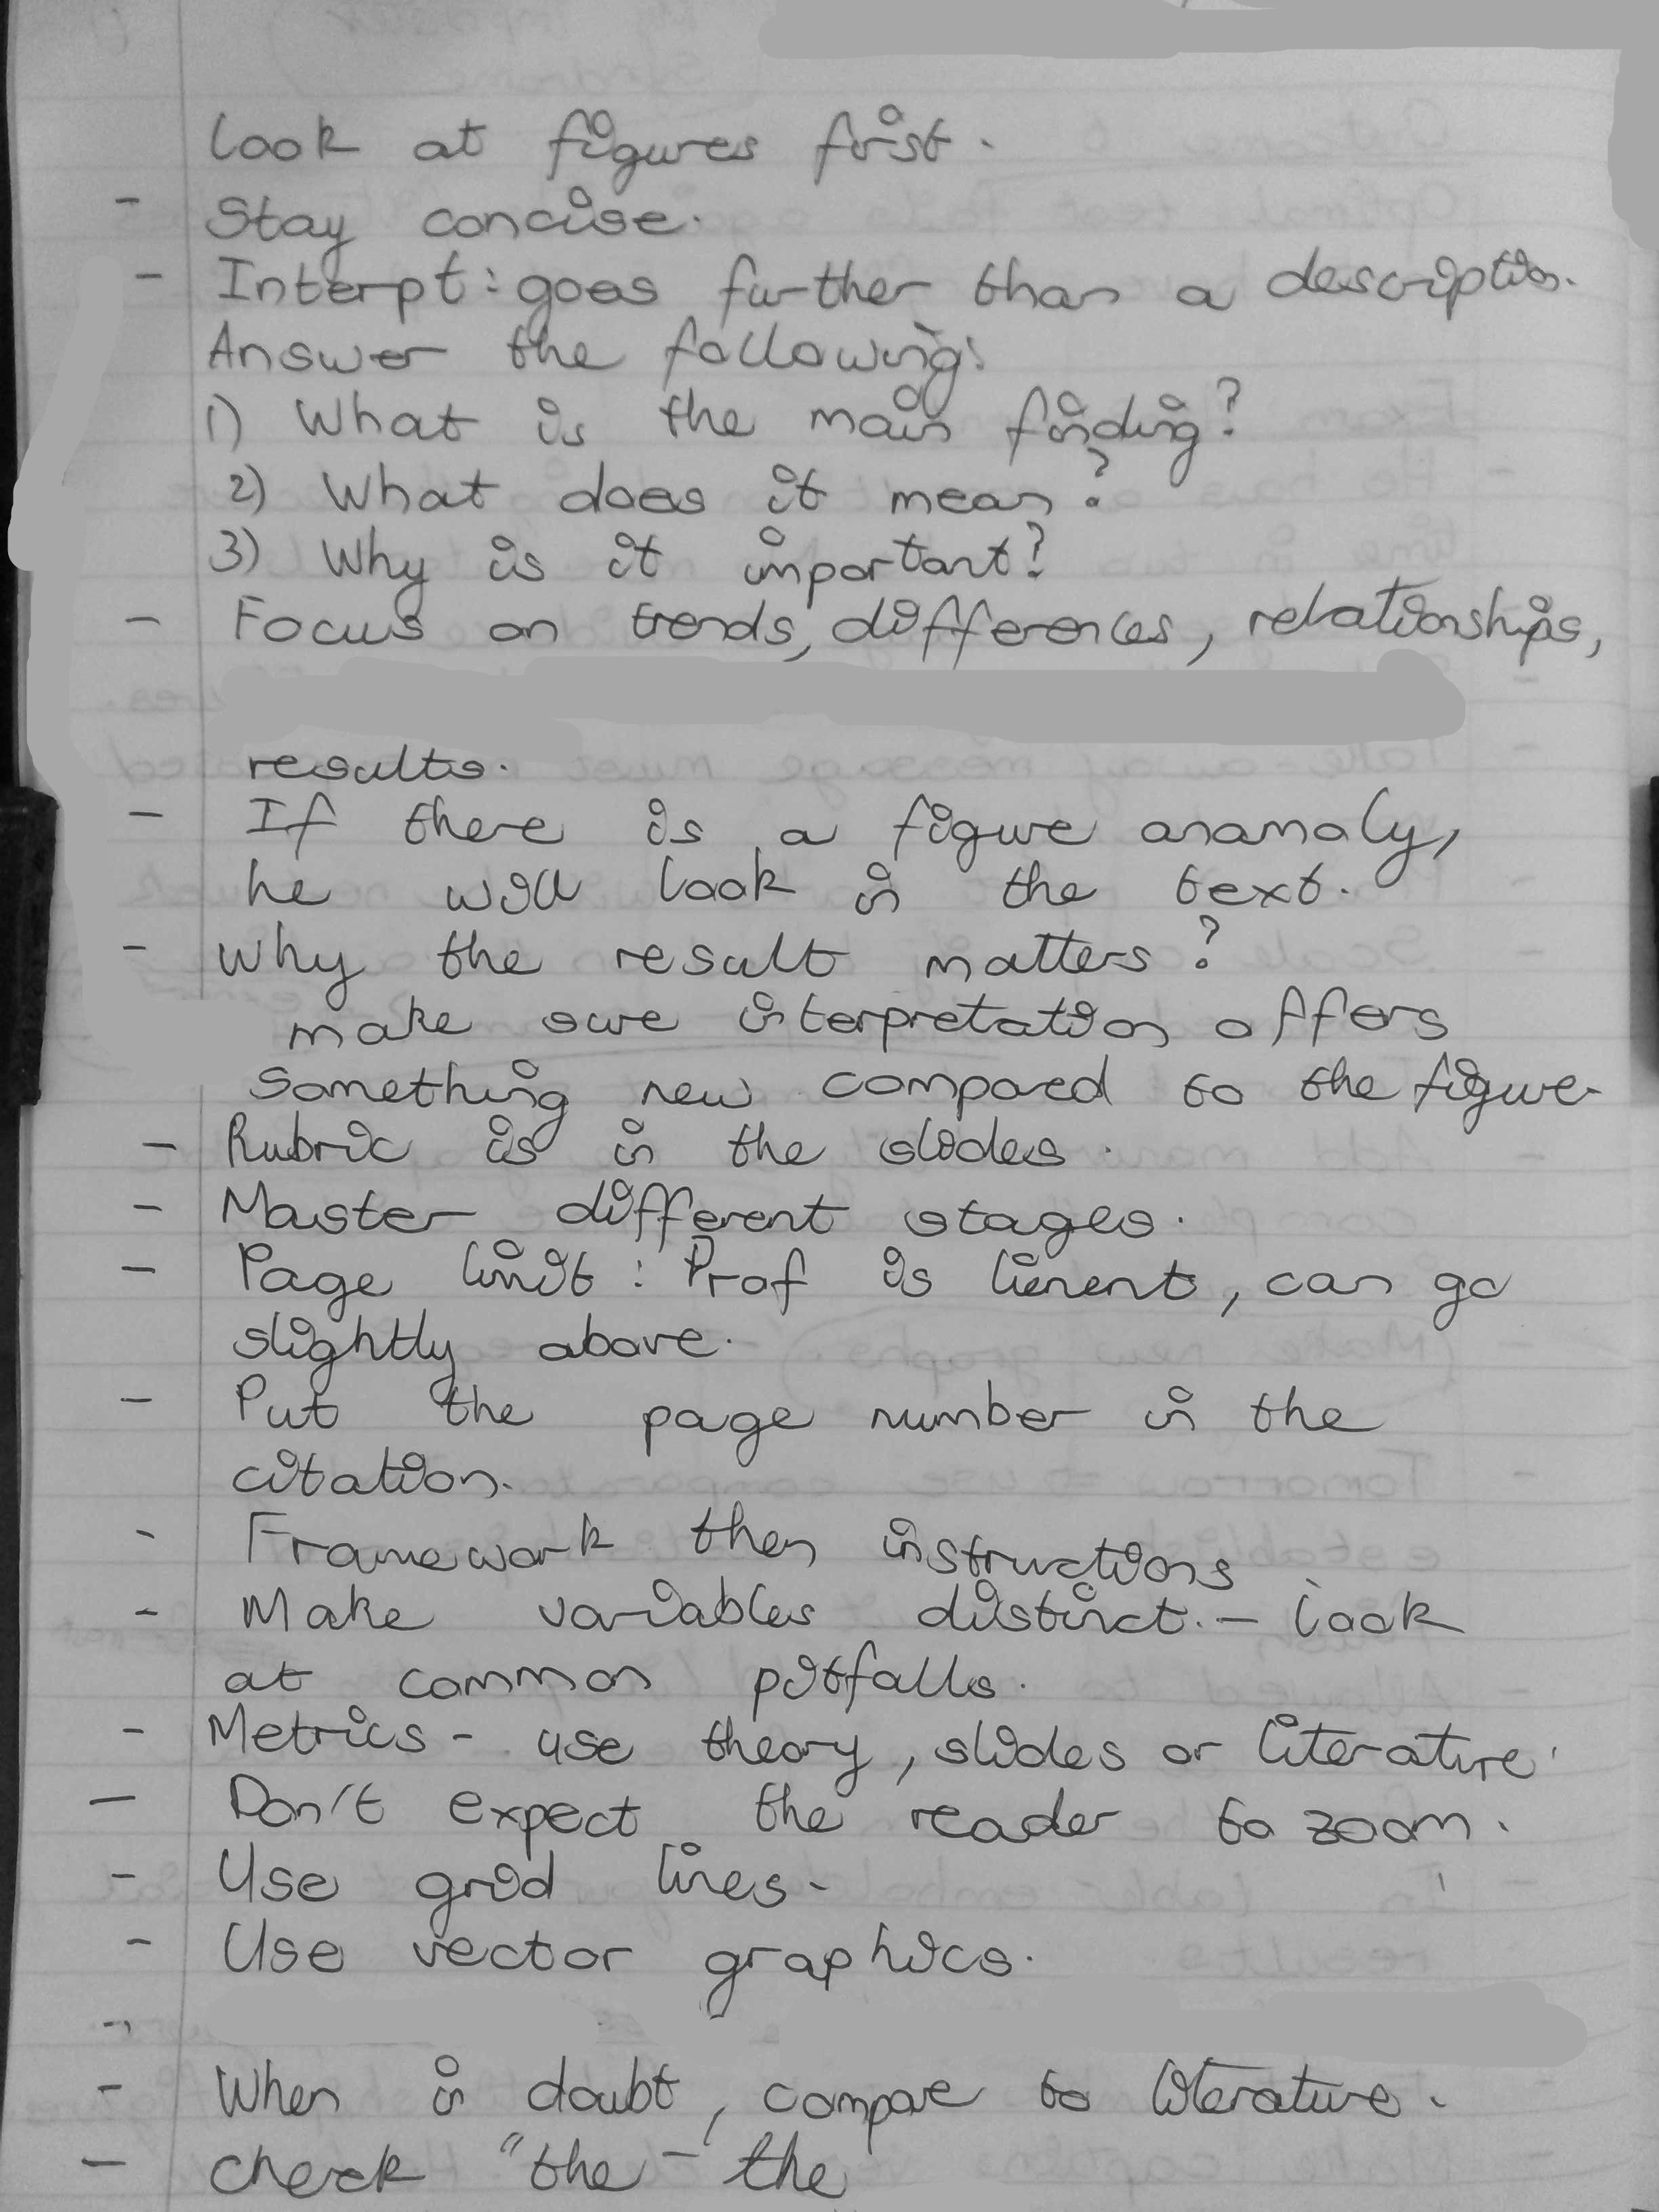 look at figures first.
- Stay concise.
- Interpt: goes further than a description.
Answer the following:
1) What is the main finding?
2) What does it mean?
3) Why is it important?
- Focus on trends, differences, relationships,
results.
- If there is a figure anamoly,
he will look in the text.
- Why the result matters?
make sure interpretation offers
something new compared to the figure.
- Rubric is in the slides.
- Master different stages.
- Page limit: Prof is lienent, can go
slightly above.
- Put the page number in the
citation.
- Framework then instructions
- Make variables distinct. - look
at common pitfalls.
- Metrics - use theory, slides or literature.
- Don't expect the reader to zoom.
- Use grid lines.
- Use vector graphics.
-
- When in doubt, compare to literature.
- check "the - the